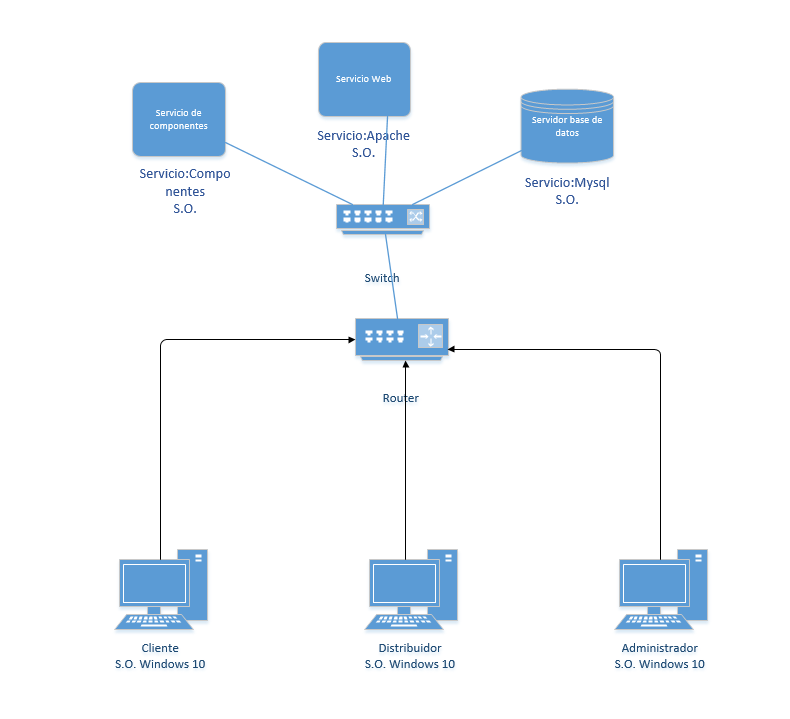 Servicio Web
Servicio de
componentes
Servidor base de
datos
Servicio:Apache
S.O.
Servicio:Compo
nentes
S.O.
Servicio:Mysql
S.O.
Switch
Router
Cliente
S.O. Windows 10
Distribuidor
S.O. Windows 10
Administrador
S.O. Windows 10